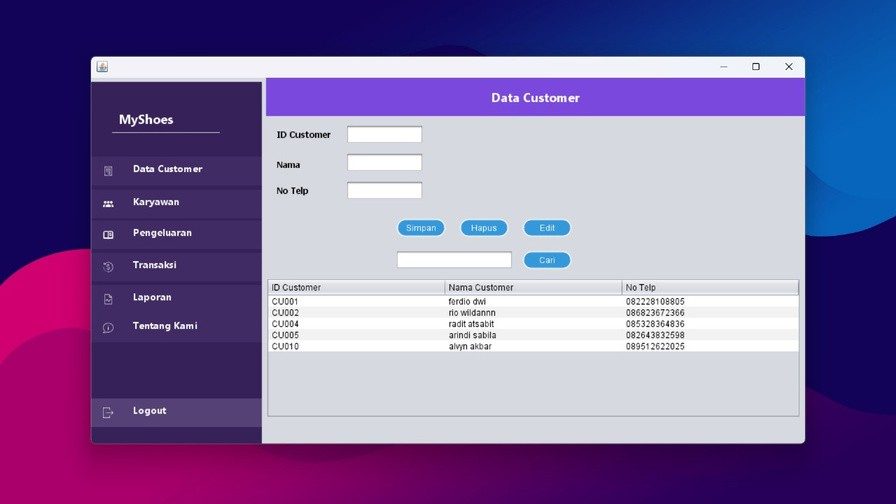 MyShoes
Data Customer
Karyawan
Pengeluaran
Transaksi
Laporan
Tentang Kami
Logout
Data Customer
ID Customer
Nama
No Telp
Simpan Hapus Edit
Cari
ID Customer Nama Customer No Telp
CU001 ferdio dwi 082228108805
CU002 rio wildannn 086823672366
CU004 radit atsabit 085328364836
CU005 arindi sabila 082643832598
CU010 alvyn akbar 089512622025